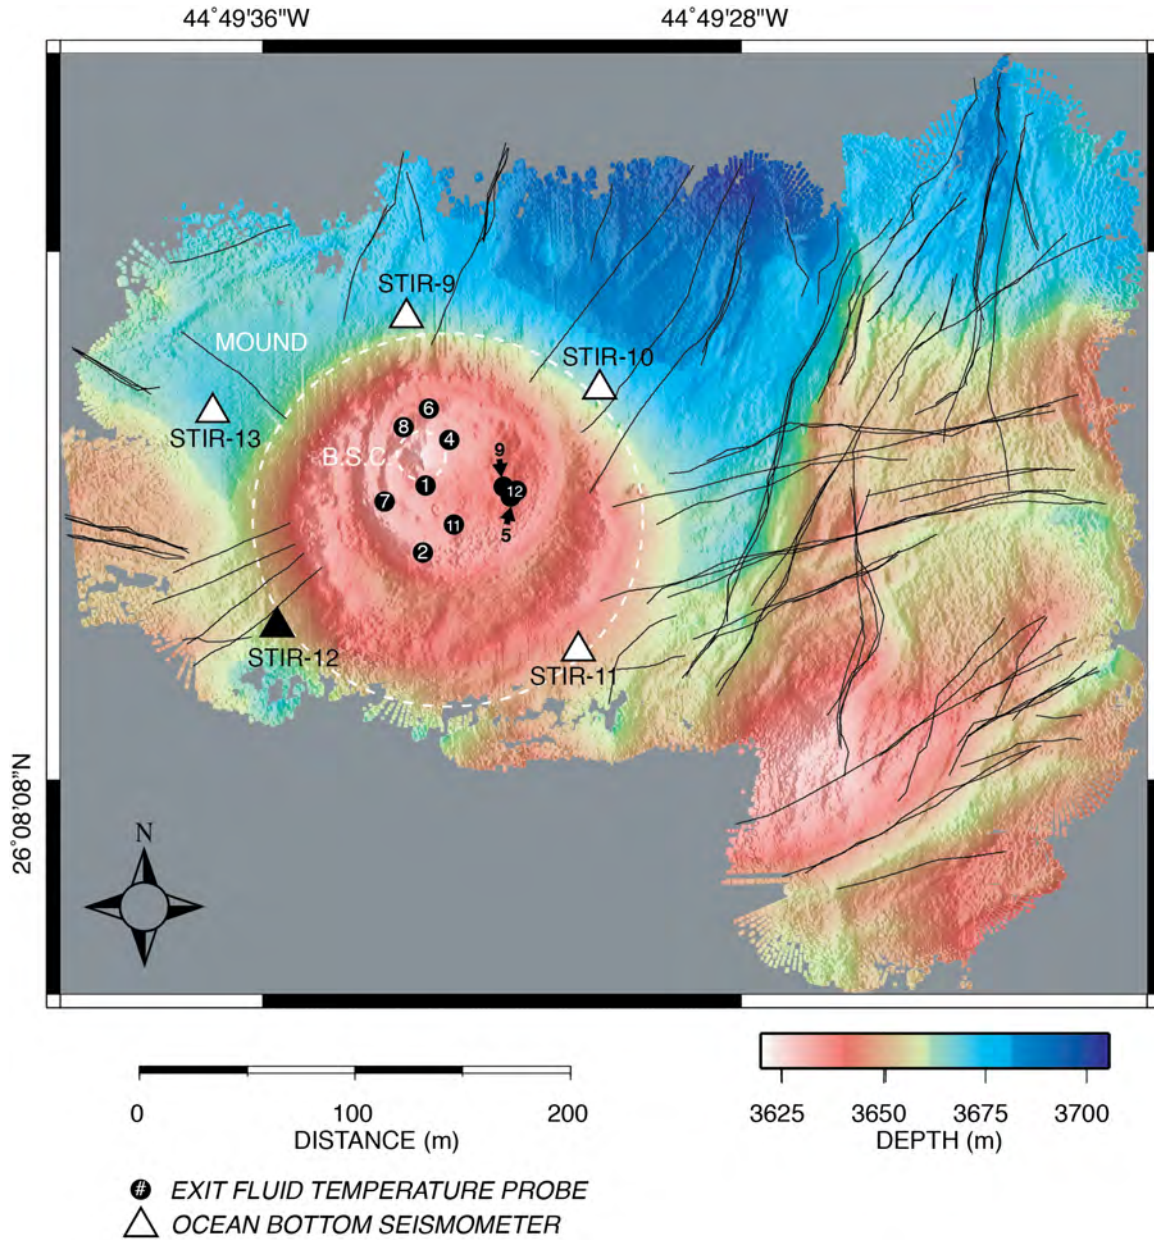 44°49'36"W 44°49'28"W
STIR-9
MOUND
STIR-10
STIR-13
6
8
4
B.S.C.
9
7
1
12
11
5
2
STIR-12
STIR-11
26°08'08"N
N
0 100 200
DISTANCE (m)
3625 3650 3675 3700
DEPTH (m)
# EXIT FLUID TEMPERATURE PROBE
OCEAN BOTTOM SEISMOMETER